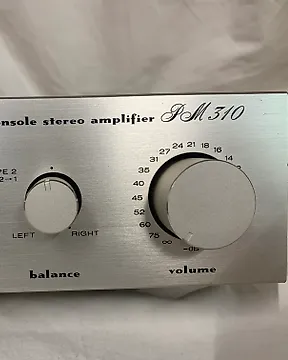 nsole stereo amplifier PM 310
PE 2
2→1
LEFT RIGHT
balance
75 60 52 45 40 35 31 27 24 21 18 16 14
∞ -dB
volume